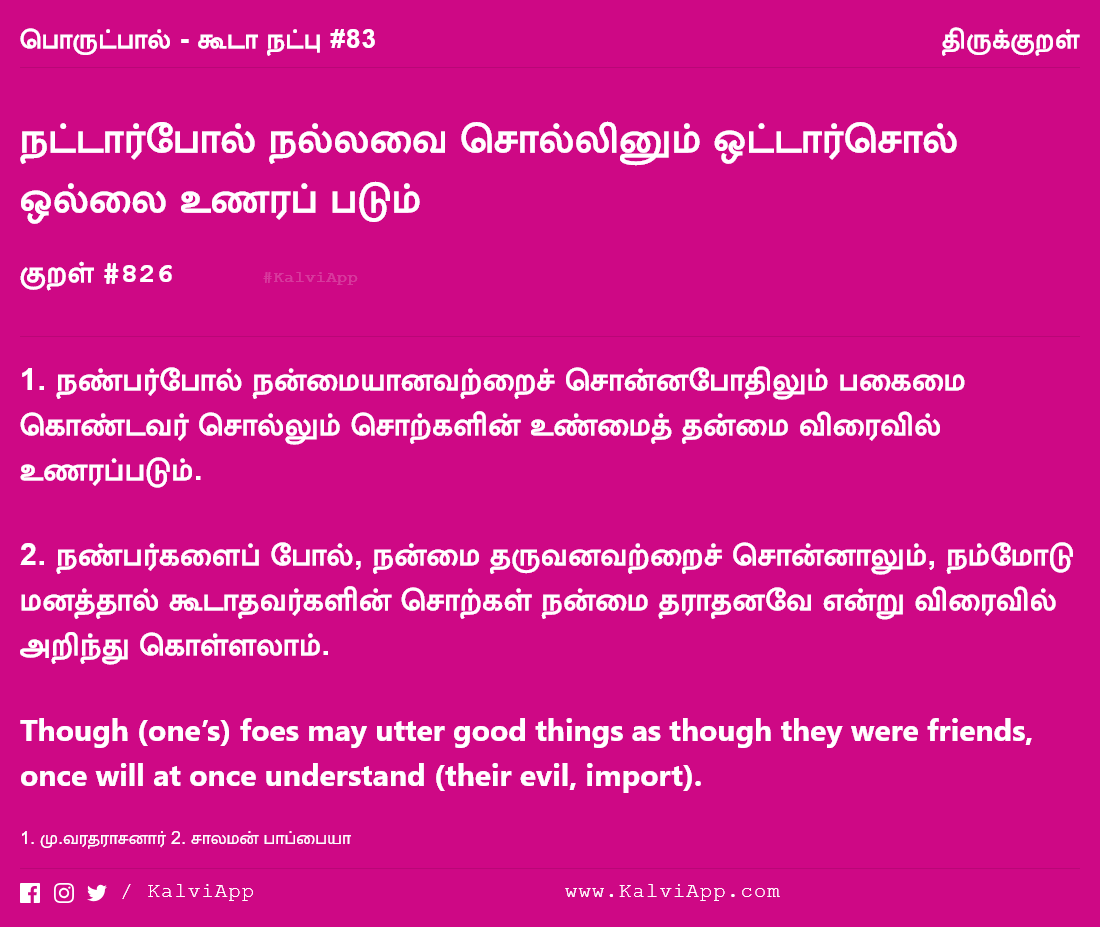 பொருட்பால் - கூடா நட்பு #83 திருக்குறள்
நட்டார்போல் நல்லவை சொல்லினும் ஒட்டார்சொல்
ஒல்லை உணரப் படும்
குறள் #826 #KalviApp
1. நண்பர்போல் நன்மையானவற்றைச் சொன்னபோதிலும் பகைமை
கொண்டவர் சொல்லும் சொற்களின் உண்மைத் தன்மை விரைவில்
உணரப்படும்.
2. நண்பர்களைப் போல், நன்மை தருவனவற்றைச் சொன்னாலும், நம்மோடு
மனத்தால் கூடாதவர்களின் சொற்கள் நன்மை தராதனவே என்று விரைவில்
அறிந்து கொள்ளலாம்.
Though (one's) foes may utter good things as though they were friends,
once will at once understand (their evil, import).
1. மு.வரதராசனார் 2. சாலமன் பாப்பையா
/ KalviApp www.KalviApp.com